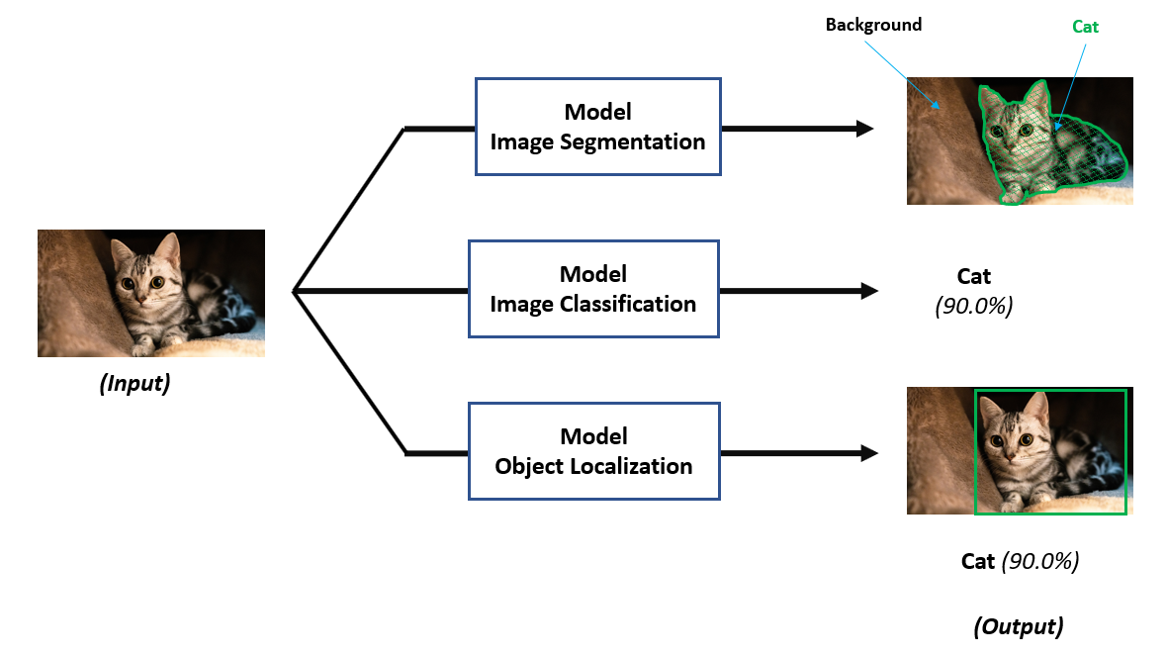 Background
Cat
Model
Image Segmentation
Model
Image Classification
Cat
(90.0%)
(Input)
Model
Object Localization
Cat (90.0%)
(Output)